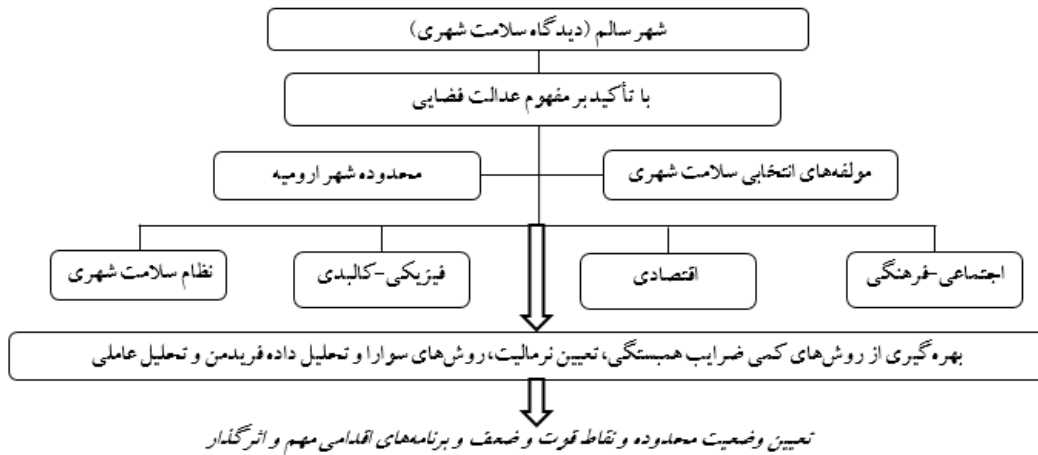 شهر سالم (دیدگاه سلامت شهری)
با تأکید بر مفهوم عدالت فضایی
مولفه‌های انتخابی سلامت شهری
محدوده شهر ارومیه
اجتماعی-فرهنگی
اقتصادی
فیزیکی-کالبدی
نظام سلامت شهری
بهره گیری از روش‌های کمی ضرایب همبستگی، تعیین نرمالیت، روش‌های سوارا و تحلیل داده فریدمن و تحلیل عاملی
تعیین وضعیت محدوده و نقاط قوت و ضعف و برنامه‌های اقدامی مهم و اثرگذار